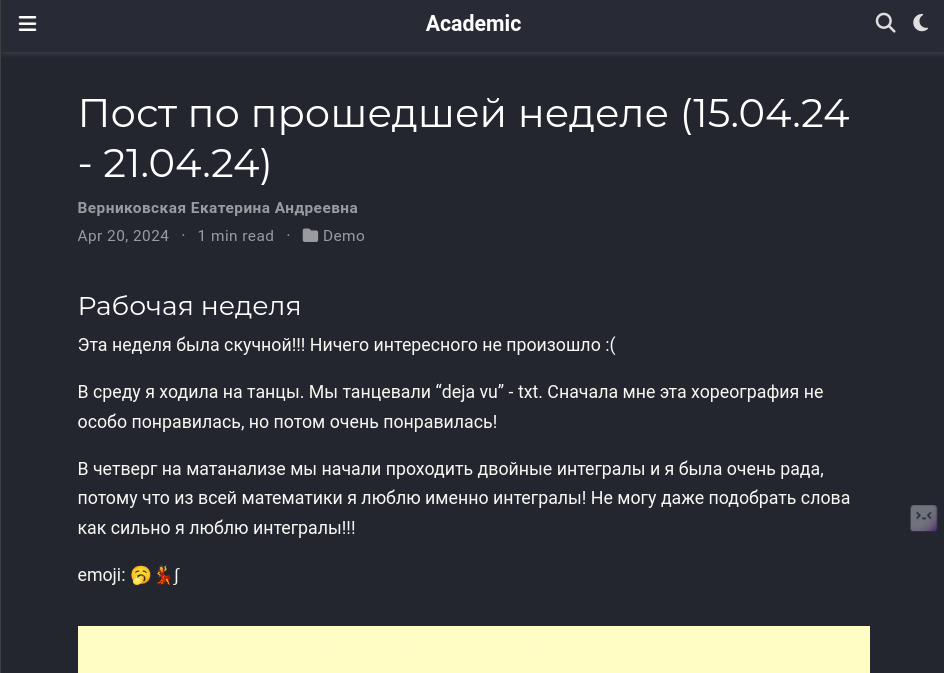 Academic
Пост по прошедшей неделе (15.04.24
- 21.04.24)
Верниковская Екатерина Андреевна
Apr 20, 2024 · 1 min read · Demo
Рабочая неделя
Эта неделя была скучной!!! Ничего интересного не произошло :(
В среду я ходила на танцы. Мы танцевали “deja vu” - txt. Сначала мне эта хореография не
особо понравилась, но потом очень понравилась!
В четверг на матанализе мы начали проходить двойные интегралы и я была очень рада,
потому что из всей математики я люблю именно интегралы! Не могу даже подобрать слова
как сильно я люблю интегралы!!!
emoji: 🥱💃∫